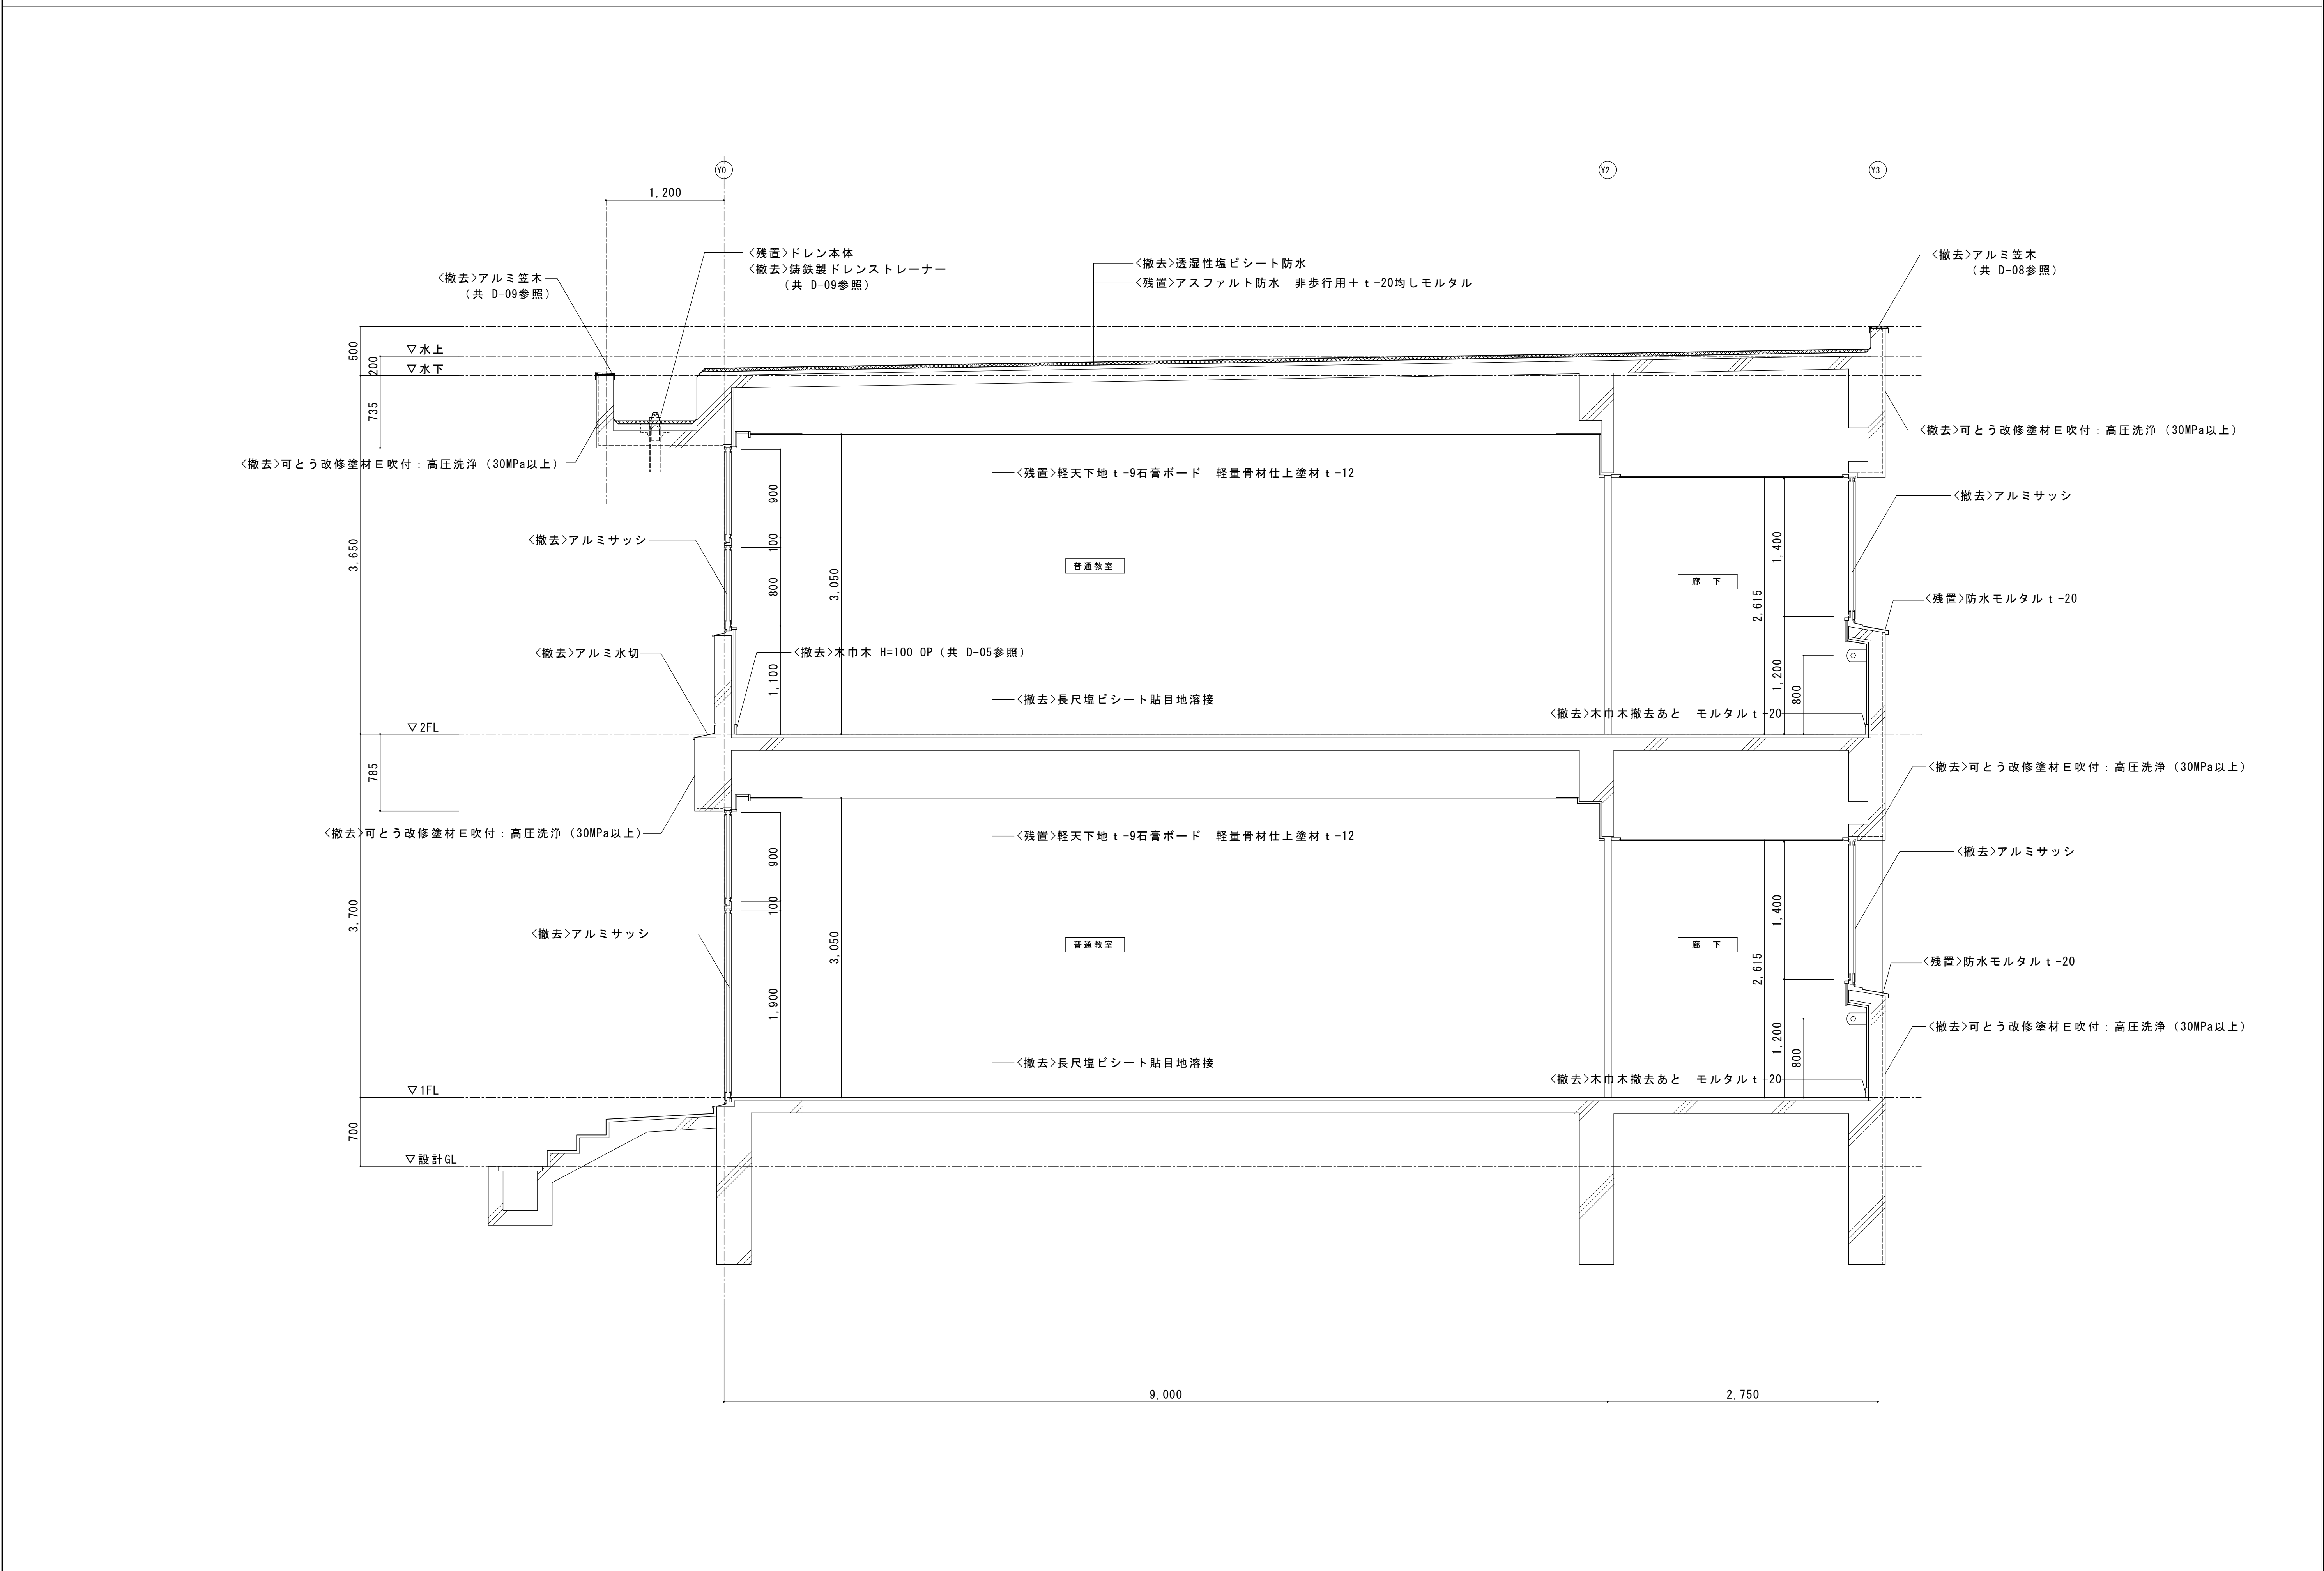 Y0
Y2
Y3
1,200
<残置>ドレン本体
<撤去>鋳鉄製ドレンストレーナー
(共 D-09参照)
<撤去>アルミ笠木
(共 D-09参照)
<撤去>透湿性塩ビシート防水
<残置>アスファルト防水 非歩行用+t-20均しモルタル
<撤去>アルミ笠木
(共 D-08参照)
500
200
735
▽水上
▽水下
<撤去>可とう改修塗材E吹付:高圧洗浄(30MPa以上)
<撤去>可とう改修塗材E吹付:高圧洗浄(30MPa以上)
<残置>軽天下地t-9石膏ボード 軽量骨材仕上塗材t-12
900
100
800
1,100
3,050
3,650
<撤去>アルミサッシ
普通教室
廊 下
1,400
2,615
1,200
800
<撤去>アルミサッシ
<残置>防水モルタルt-20
<撤去>アルミ水切
<撤去>木巾木 H=100 OP(共 D-05参照)
<撤去>長尺塩ビシート貼目地溶接
<撤去>木巾木撤去あと モルタルt-20
▽2FL
785
<撤去>可とう改修塗材E吹付:高圧洗浄(30MPa以上)
<撤去>可とう改修塗材E吹付:高圧洗浄(30MPa以上)
<残置>軽天下地t-9石膏ボード 軽量骨材仕上塗材t-12
900
100
1,900
3,050
3,700
<撤去>アルミサッシ
普通教室
廊 下
1,400
2,615
1,200
800
<撤去>アルミサッシ
<残置>防水モルタルt-20
<撤去>可とう改修塗材E吹付:高圧洗浄(30MPa以上)
<撤去>長尺塩ビシート貼目地溶接
<撤去>木巾木撤去あと モルタルt-20
▽1FL
700
▽設計GL
9,000
2,750